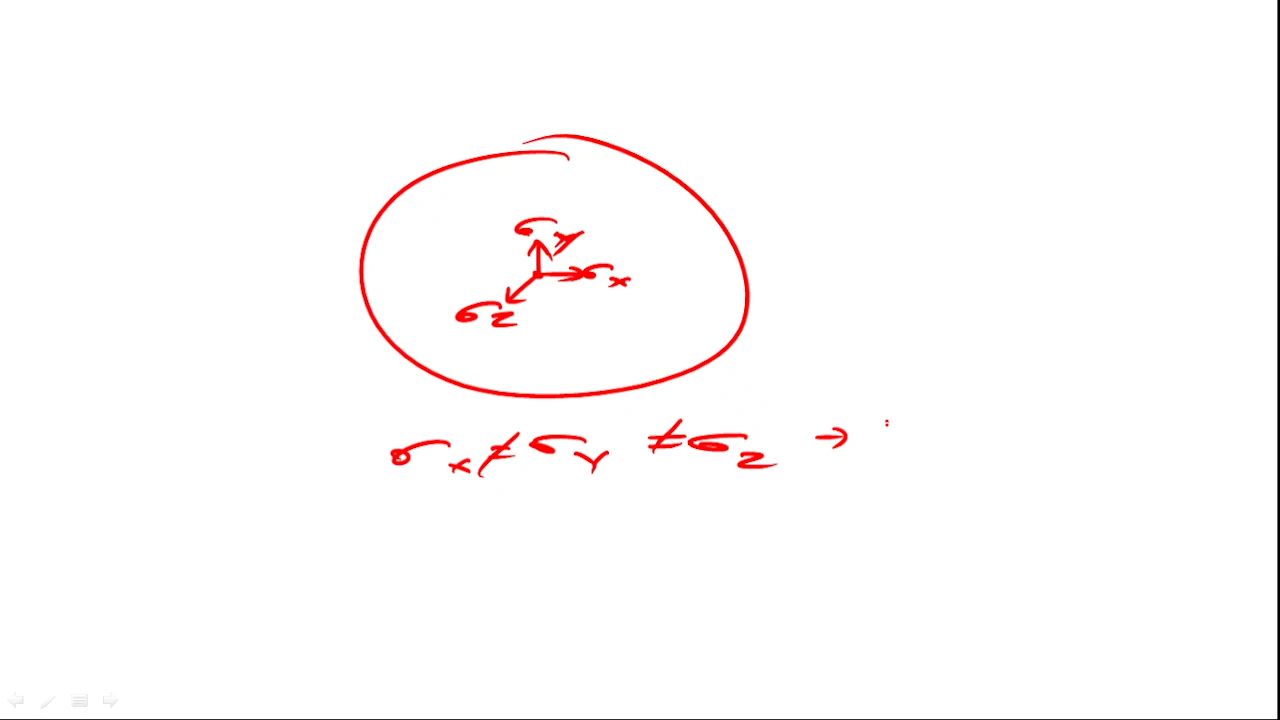 σy
σx
σz
σx ≠ σy ≠ σz →